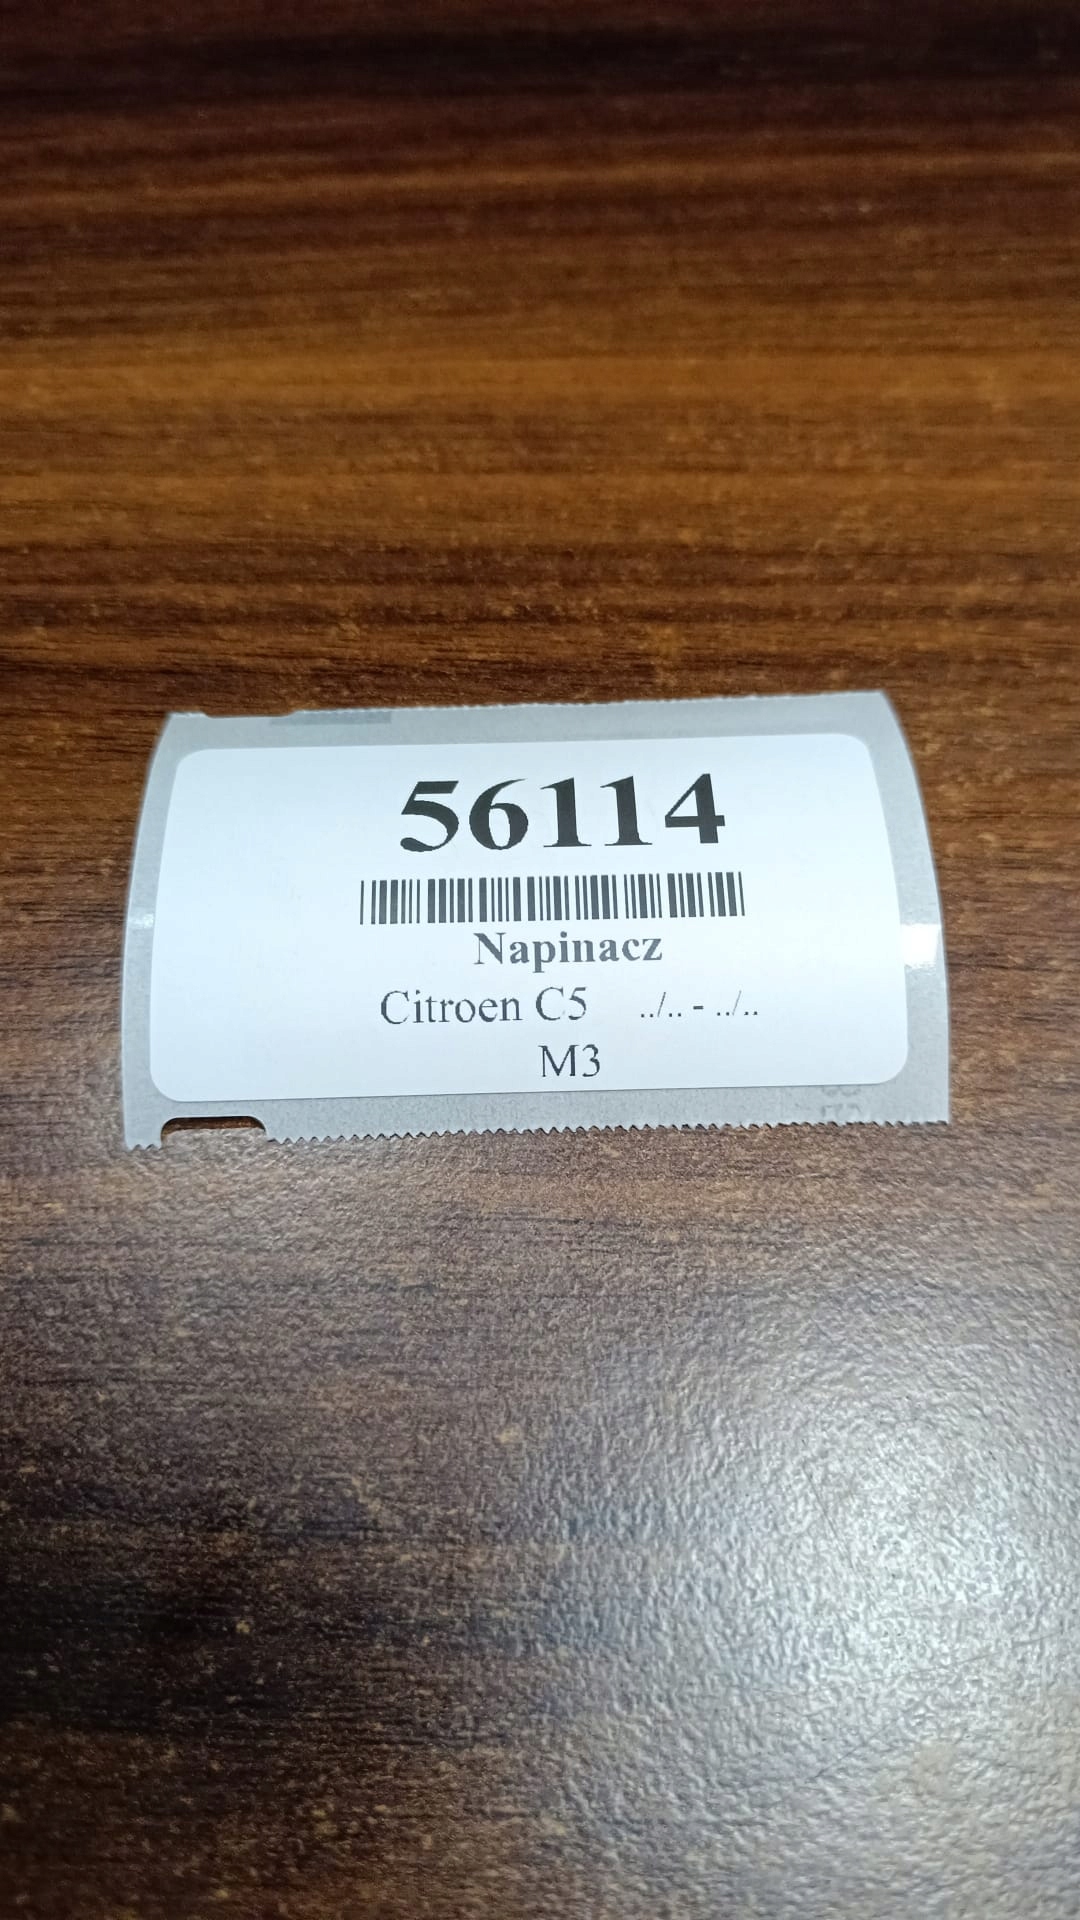 56114
Napinacz
Citroen C5 ../.. - ../..
M3